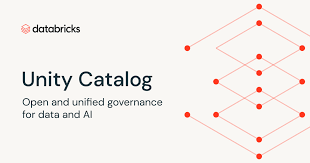 databricks
Unity Catalog
Open and unified governance
for data and AI